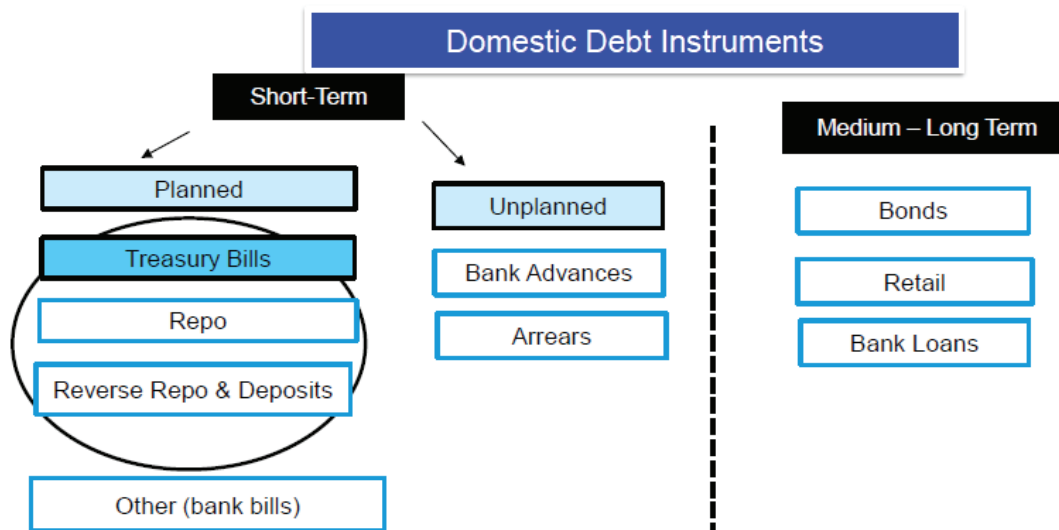 Domestic Debt Instruments
Short-Term
Medium – Long Term
Planned
Treasury Bills
Repo
Reverse Repo & Deposits
Other (bank bills)
Unplanned
Bank Advances
Arrears
Bonds
Retail
Bank Loans